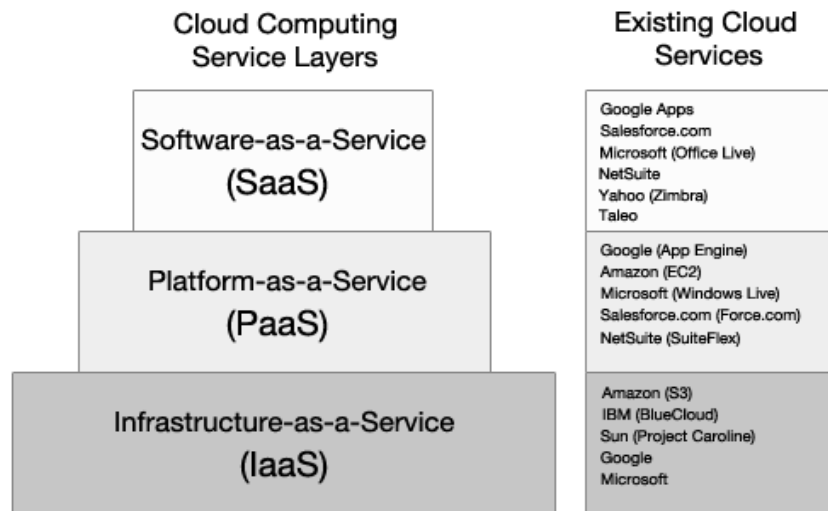 Cloud Computing
Service Layers
Existing Cloud
Services
Software-as-a-Service
(SaaS)
Google Apps
Salesforce.com
Microsoft (Office Live)
NetSuite
Yahoo (Zimbra)
Taleo
Platform-as-a-Service
(PaaS)
Google (App Engine)
Amazon (EC2)
Microsoft (Windows Live)
Salesforce.com (Force.com)
NetSuite (SuiteFlex)
Infrastructure-as-a-Service
(IaaS)
Amazon (S3)
IBM (BlueCloud)
Sun (Project Caroline)
Google
Microsoft